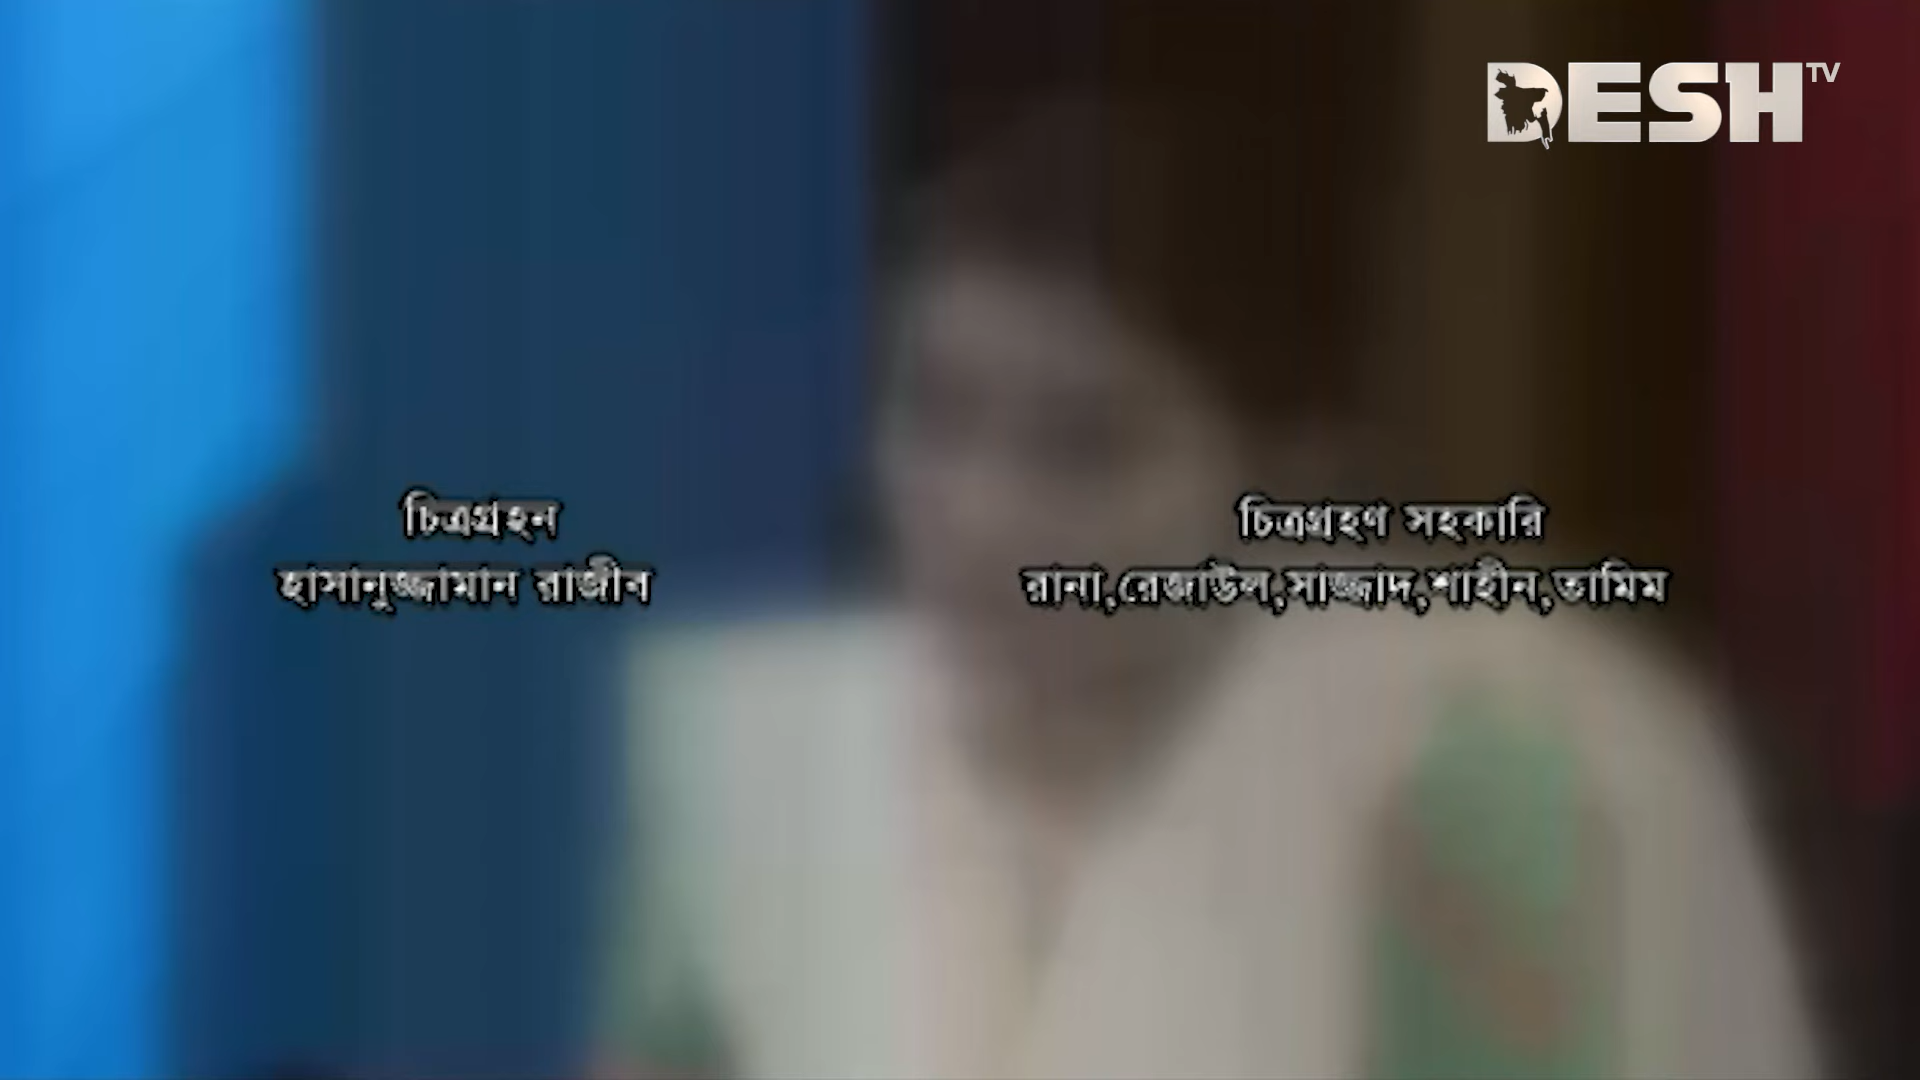 DESH TV
চিত্রগ্রহন
হাসানুজ্জামান রাজীব
চিত্রগ্রহণ সহকারি
রানা,রেজাউল,সাজ্জাদ,শাহীন,তামিম